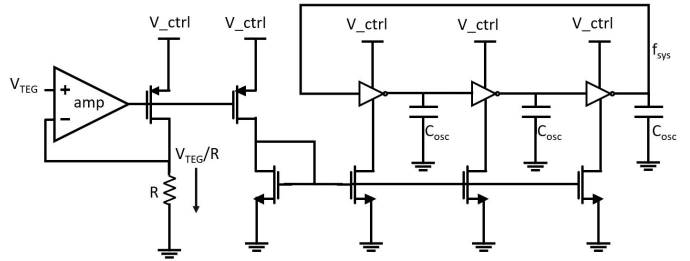 V_ctrl
V_ctrl
V_ctrl
V_ctrl
V_ctrl
f_sys
V_TEG
+
amp
−
C_osc
C_osc
C_osc
V_TEG/R
R